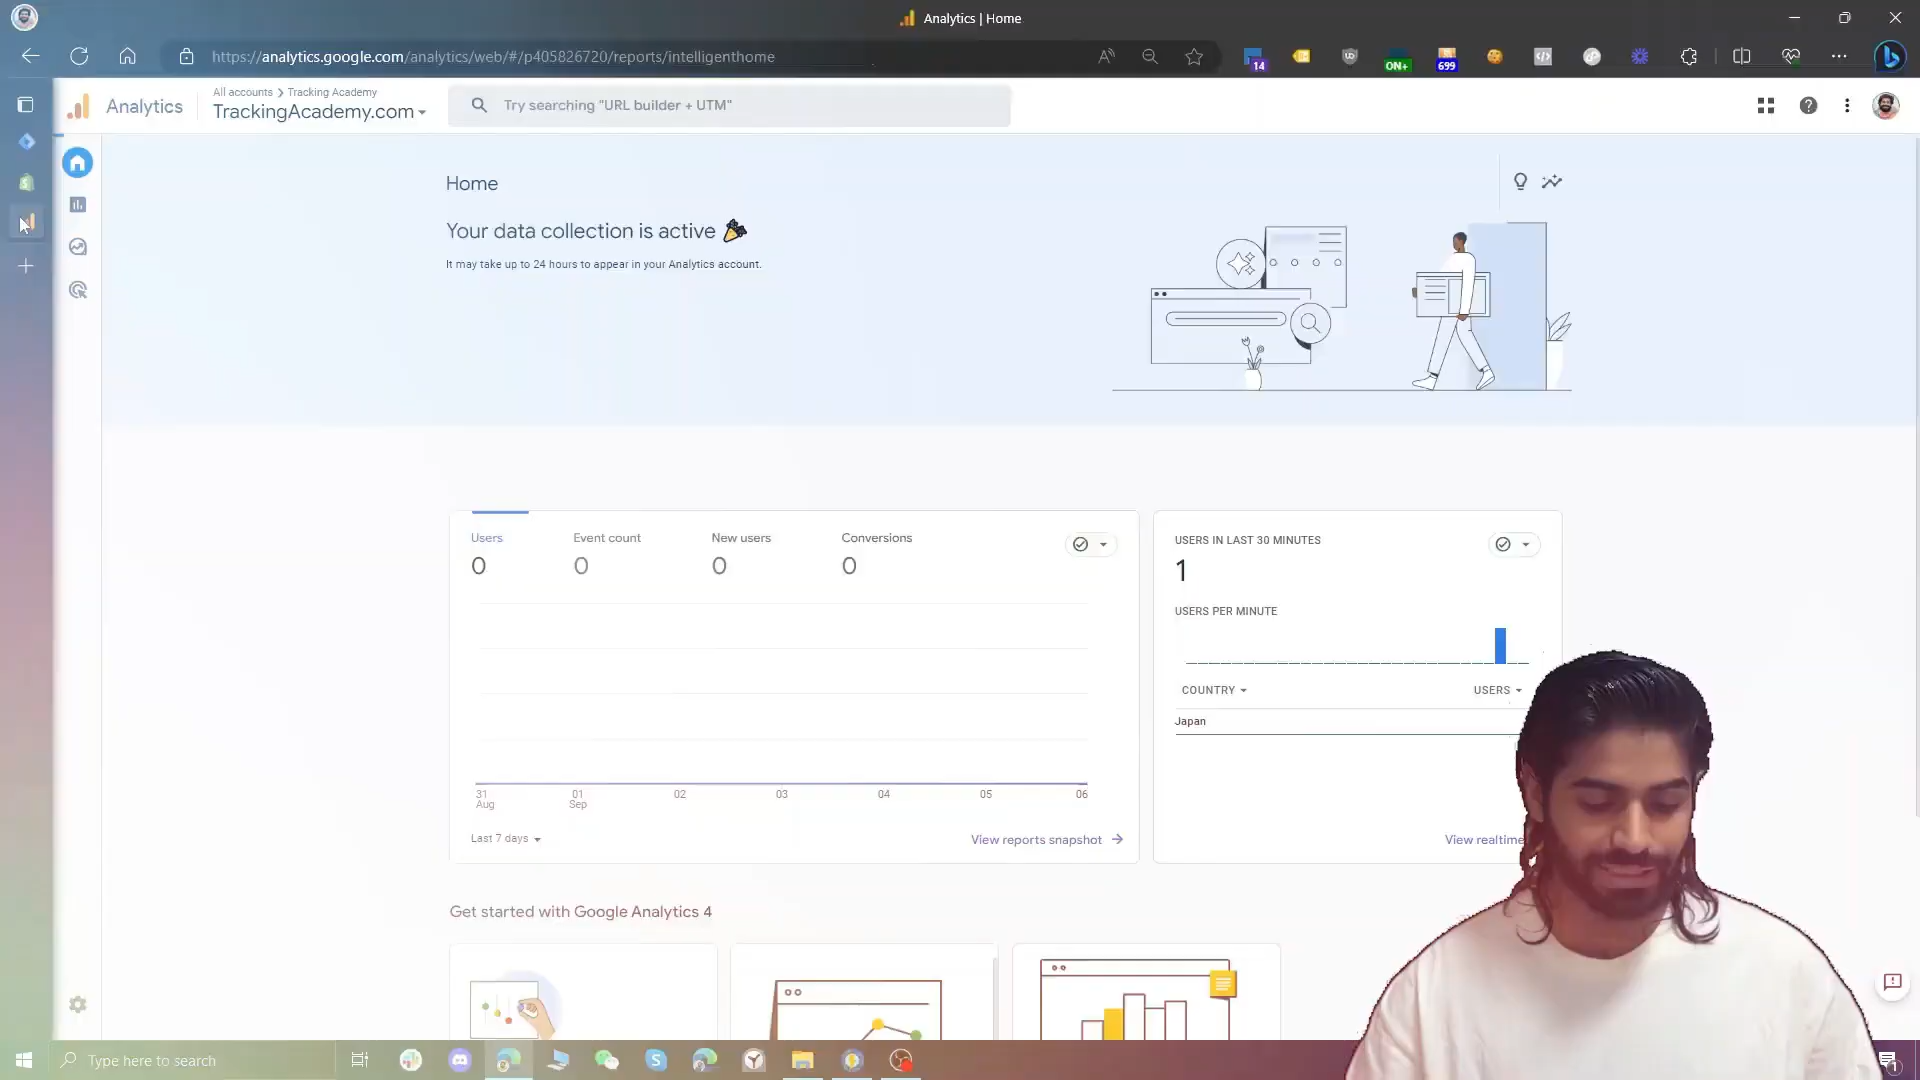 Analytics | Home
https://analytics.google.com/analytics/web/#/p405826720/reports/intelligenthome
14
ON+
699
Analytics
All accounts > Tracking Academy
TrackingAcademy.com
Try searching "URL builder + UTM"
Home
Your data collection is active
It may take up to 24 hours to appear in your Analytics account.
Users
Event count
New users
Conversions
0
0
0
0
USERS IN LAST 30 MINUTES
1
USERS PER MINUTE
COUNTRY
USERS
Japan
31 Aug
01 Sep
02
03
04
05
06
Last 7 days
View reports snapshot
View realtime
Get started with Google Analytics 4
Type here to search
1